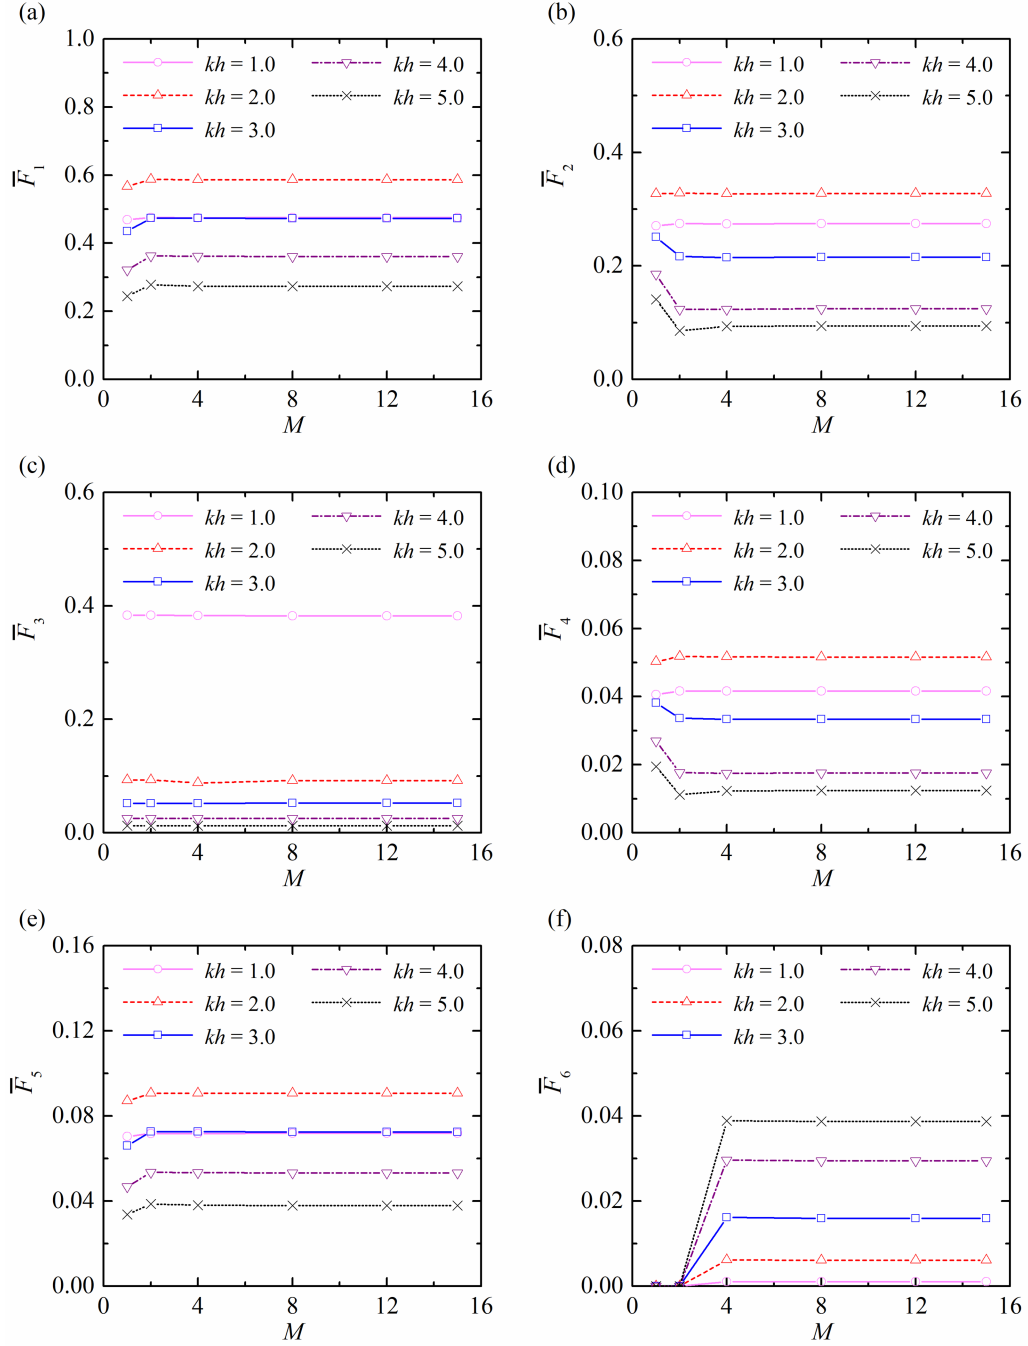 (a)
1.0
0.8
0.6
0.4
0.2
0.0
F̅1
kh = 1.0
kh = 2.0
kh = 3.0
kh = 4.0
kh = 5.0
0 4 8 12 16
M
(b)
0.6
0.4
0.2
0.0
F̅2
kh = 1.0
kh = 2.0
kh = 3.0
kh = 4.0
kh = 5.0
0 4 8 12 16
M
(c)
0.6
0.4
0.2
0.0
F̅3
kh = 1.0
kh = 2.0
kh = 3.0
kh = 4.0
kh = 5.0
0 4 8 12 16
M
(d)
0.10
0.08
0.06
0.04
0.02
0.00
F̅4
kh = 1.0
kh = 2.0
kh = 3.0
kh = 4.0
kh = 5.0
0 4 8 12 16
M
(e)
0.16
0.12
0.08
0.04
0.00
F̅5
kh = 1.0
kh = 2.0
kh = 3.0
kh = 4.0
kh = 5.0
0 4 8 12 16
M
(f)
0.08
0.06
0.04
0.02
0.00
F̅6
kh = 1.0
kh = 2.0
kh = 3.0
kh = 4.0
kh = 5.0
0 4 8 12 16
M